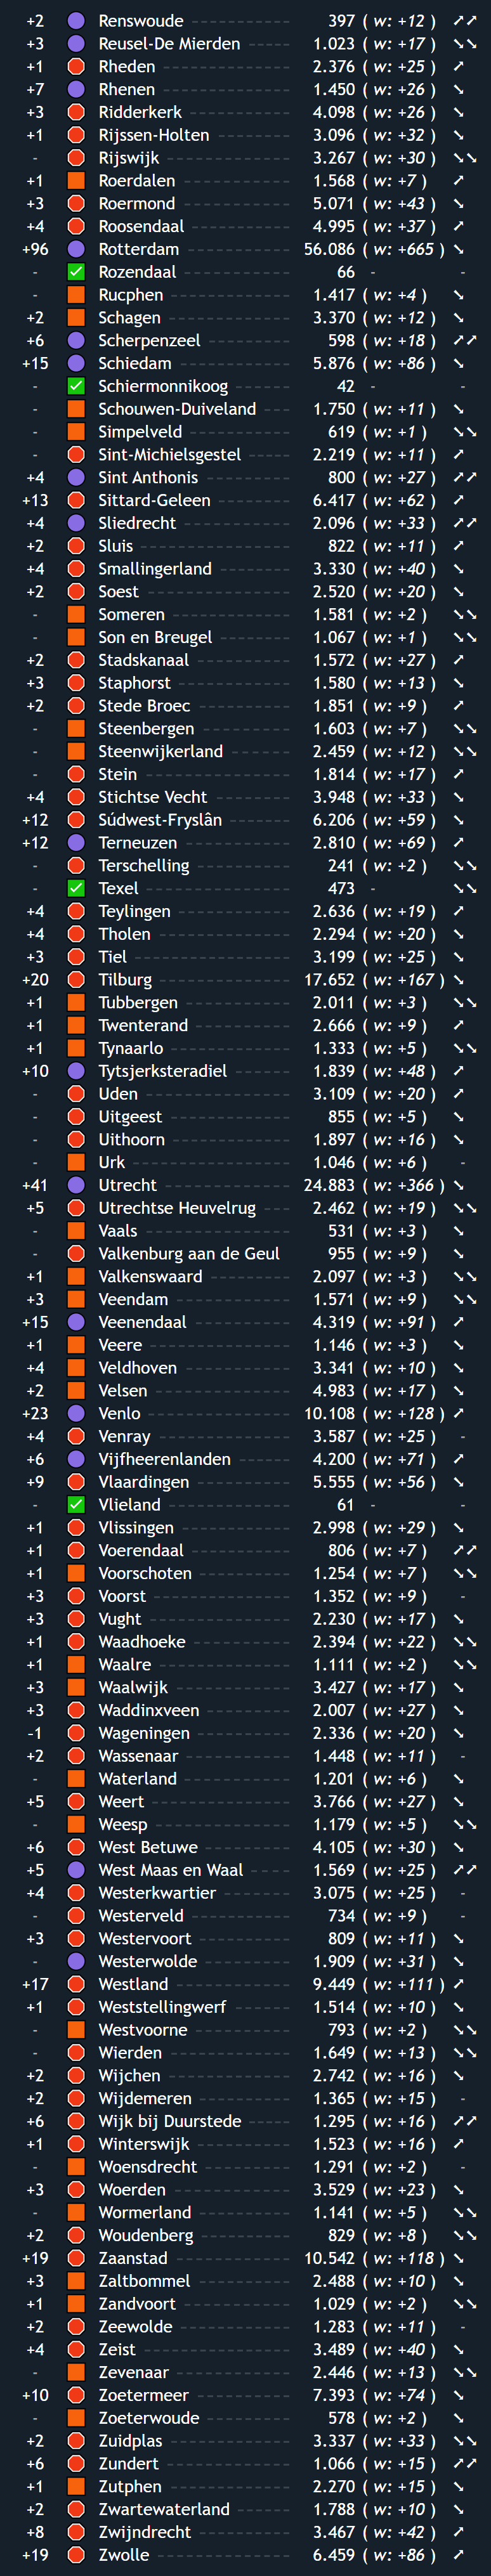 +2 Renswoude 397 ( w: +12 ) ➚➚
+3 Reusel-De Mierden 1.023 ( w: +17 ) ➘➘
+1 Rheden 2.376 ( w: +25 ) ➚
+7 Rhenen 1.450 ( w: +26 ) ➘
+3 Ridderkerk 4.098 ( w: +26 ) ➘
+1 Rijssen-Holten 3.096 ( w: +32 ) ➘
- Rijswijk 3.267 ( w: +30 ) ➘➘
+1 Roerdalen 1.568 ( w: +7 ) ➚
+3 Roermond 5.071 ( w: +43 ) ➘
+4 Roosendaal 4.995 ( w: +37 ) ➚
+96 Rotterdam 56.086 ( w: +665 ) ➘
- Rozendaal 66 - -
- Rucphen 1.417 ( w: +4 ) ➘
+2 Schagen 3.370 ( w: +12 ) ➘
+6 Scherpenzeel 598 ( w: +18 ) ➚➚
+15 Schiedam 5.876 ( w: +86 ) ➘
- Schiermonnikoog 42 - -
- Schouwen-Duiveland 1.750 ( w: +11 ) ➘
- Simpelveld 619 ( w: +1 ) ➘➘
- Sint-Michielsgestel 2.219 ( w: +11 ) ➚
+4 Sint Anthonis 800 ( w: +27 ) ➚➚
+13 Sittard-Geleen 6.417 ( w: +62 ) ➚
+4 Sliedrecht 2.096 ( w: +33 ) ➚➚
+2 Sluis 822 ( w: +11 ) ➚
+4 Smallingerland 3.330 ( w: +40 ) ➘
+2 Soest 2.520 ( w: +20 ) ➘
- Someren 1.581 ( w: +2 ) ➘➘
- Son en Breugel 1.067 ( w: +1 ) ➘➘
+2 Stadskanaal 1.572 ( w: +27 ) ➚
+3 Staphorst 1.580 ( w: +13 ) ➘
+2 Stede Broec 1.851 ( w: +9 ) ➚
- Steenbergen 1.603 ( w: +7 ) ➘➘
- Steenwijkerland 2.459 ( w: +12 ) ➘➘
- Stein 1.814 ( w: +17 ) ➚
+4 Stichtse Vecht 3.948 ( w: +33 ) ➘
+12 Súdwest-Fryslân 6.206 ( w: +59 ) ➘
+12 Terneuzen 2.810 ( w: +69 ) ➚
- Terschelling 241 ( w: +2 ) ➘➘
- Texel 473 - ➘➘
+4 Teylingen 2.636 ( w: +19 ) ➚
+4 Tholen 2.294 ( w: +20 ) ➘
+3 Tiel 3.199 ( w: +25 ) ➘
+20 Tilburg 17.652 ( w: +167 ) ➘
+1 Tubbergen 2.011 ( w: +3 ) ➘➘
+1 Twenterand 2.666 ( w: +9 ) ➚
+1 Tynaarlo 1.333 ( w: +5 ) ➘➘
+10 Tytsjerksteradiel 1.839 ( w: +48 ) ➚
- Uden 3.109 ( w: +20 ) ➚
- Uitgeest 855 ( w: +5 ) ➘
- Uithoorn 1.897 ( w: +16 ) ➘
- Urk 1.046 ( w: +6 ) -
+41 Utrecht 24.883 ( w: +366 ) ➘
+5 Utrechtse Heuvelrug 2.462 ( w: +19 ) ➘➘
- Vaals 531 ( w: +3 ) ➘
- Valkenburg aan de Geul 955 ( w: +9 ) ➘
+1 Valkenswaard 2.097 ( w: +3 ) ➘➘
+3 Veendam 1.571 ( w: +9 ) ➘➘
+15 Veenendaal 4.319 ( w: +91 ) ➚
+1 Veere 1.146 ( w: +3 ) ➘
+4 Veldhoven 3.341 ( w: +10 ) ➘
+2 Velsen 4.983 ( w: +17 ) ➘
+23 Venlo 10.108 ( w: +128 ) ➚
+4 Venray 3.587 ( w: +25 ) -
+6 Vijfheerenlanden 4.200 ( w: +71 ) ➚
+9 Vlaardingen 5.555 ( w: +56 ) ➘
- Vlieland 61 - -
+1 Vlissingen 2.998 ( w: +29 ) ➘
+1 Voerendaal 806 ( w: +7 ) ➚➚
+1 Voorschoten 1.254 ( w: +7 ) ➘➘
+3 Voorst 1.352 ( w: +9 ) -
+3 Vught 2.230 ( w: +17 ) ➘
+1 Waadhoeke 2.394 ( w: +22 ) ➘➘
+1 Waalre 1.111 ( w: +2 ) ➘➘
+3 Waalwijk 3.427 ( w: +17 ) ➘
+3 Waddinxveen 2.007 ( w: +27 ) ➘
-1 Wageningen 2.336 ( w: +20 ) ➘
+2 Wassenaar 1.448 ( w: +11 ) -
- Waterland 1.201 ( w: +6 ) ➘
+5 Weert 3.766 ( w: +27 ) ➘
- Weesp 1.179 ( w: +5 ) ➘➘
+6 West Betuwe 4.105 ( w: +30 ) ➘
+5 West Maas en Waal 1.569 ( w: +25 ) ➚➚
+4 Westerkwartier 3.075 ( w: +25 ) -
- Westerveld 734 ( w: +9 ) -
+3 Westervoort 809 ( w: +11 ) ➘
- Westerwolde 1.909 ( w: +31 ) ➘
+17 Westland 9.449 ( w: +111 ) ➚
+1 Weststellingwerf 1.514 ( w: +10 ) ➘
- Westvoorne 793 ( w: +2 ) ➘➘
- Wierden 1.649 ( w: +13 ) ➘➘
+2 Wijchen 2.742 ( w: +16 ) ➘
+2 Wijdemeren 1.365 ( w: +15 ) -
+6 Wijk bij Duurstede 1.295 ( w: +16 ) ➚➚
+1 Winterswijk 1.523 ( w: +16 ) ➚
- Woensdrecht 1.291 ( w: +2 ) -
+3 Woerden 3.529 ( w: +23 ) ➘
- Wormerland 1.141 ( w: +5 ) ➘➘
+2 Woudenberg 829 ( w: +8 ) ➘➘
+19 Zaanstad 10.542 ( w: +118 ) ➘
+3 Zaltbommel 2.488 ( w: +10 ) ➘
+1 Zandvoort 1.029 ( w: +2 ) ➘➘
+2 Zeewolde 1.283 ( w: +11 ) -
+4 Zeist 3.489 ( w: +40 ) ➘
- Zevenaar 2.446 ( w: +13 ) ➘➘
+10 Zoetermeer 7.393 ( w: +74 ) ➘
- Zoeterwoude 578 ( w: +2 ) ➘
+2 Zuidplas 3.337 ( w: +33 ) ➘➘
+6 Zundert 1.066 ( w: +15 ) ➚➚
+1 Zutphen 2.270 ( w: +15 ) ➘
+2 Zwartewaterland 1.788 ( w: +10 ) ➘
+8 Zwijndrecht 3.467 ( w: +42 ) ➚
+19 Zwolle 6.459 ( w: +86 ) ➚